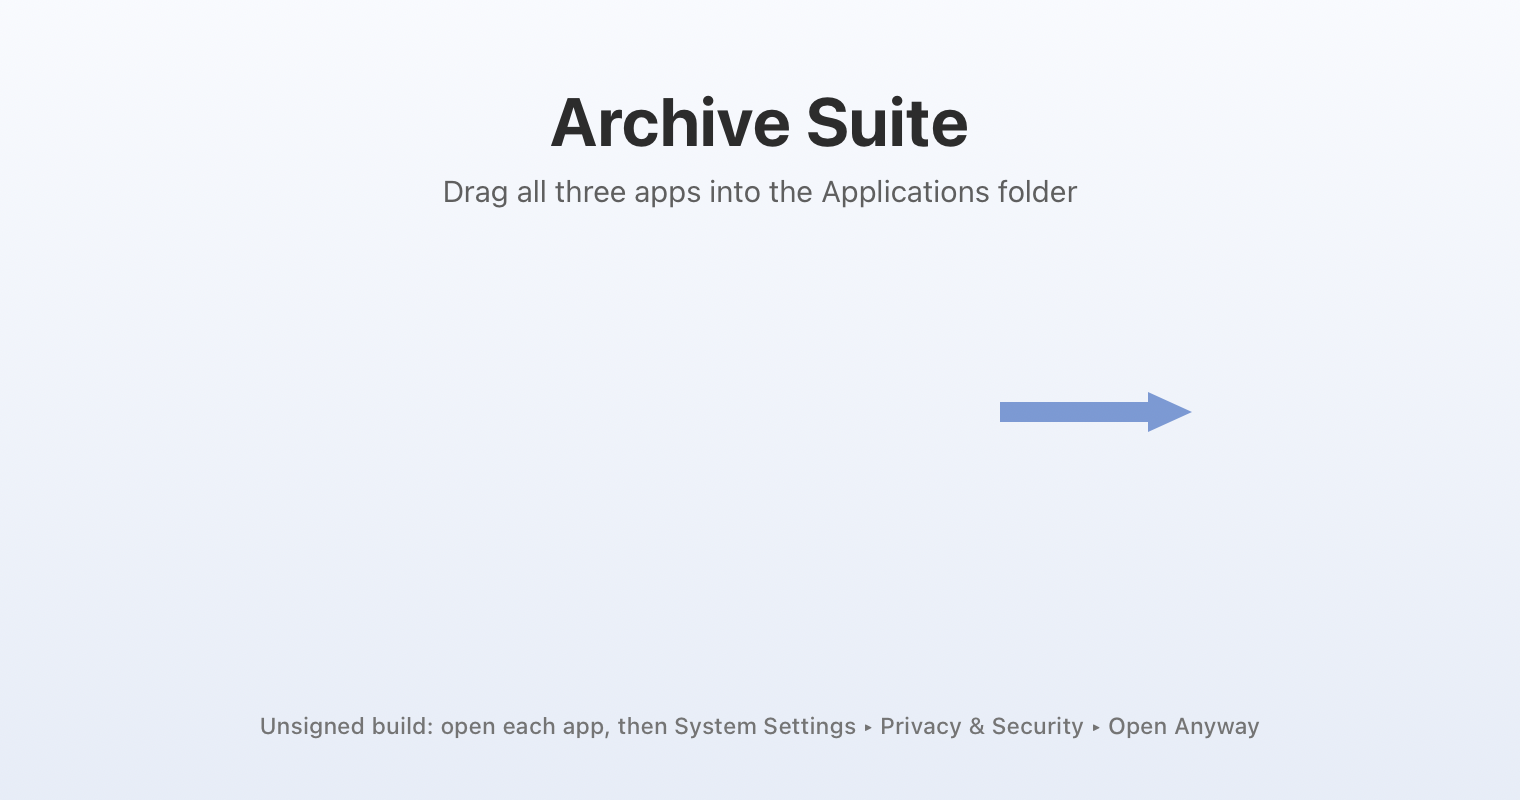 Archive Suite
Drag all three apps into the Applications folder
Unsigned build: open each app, then System Settings ▸ Privacy & Security ▸ Open Anyway